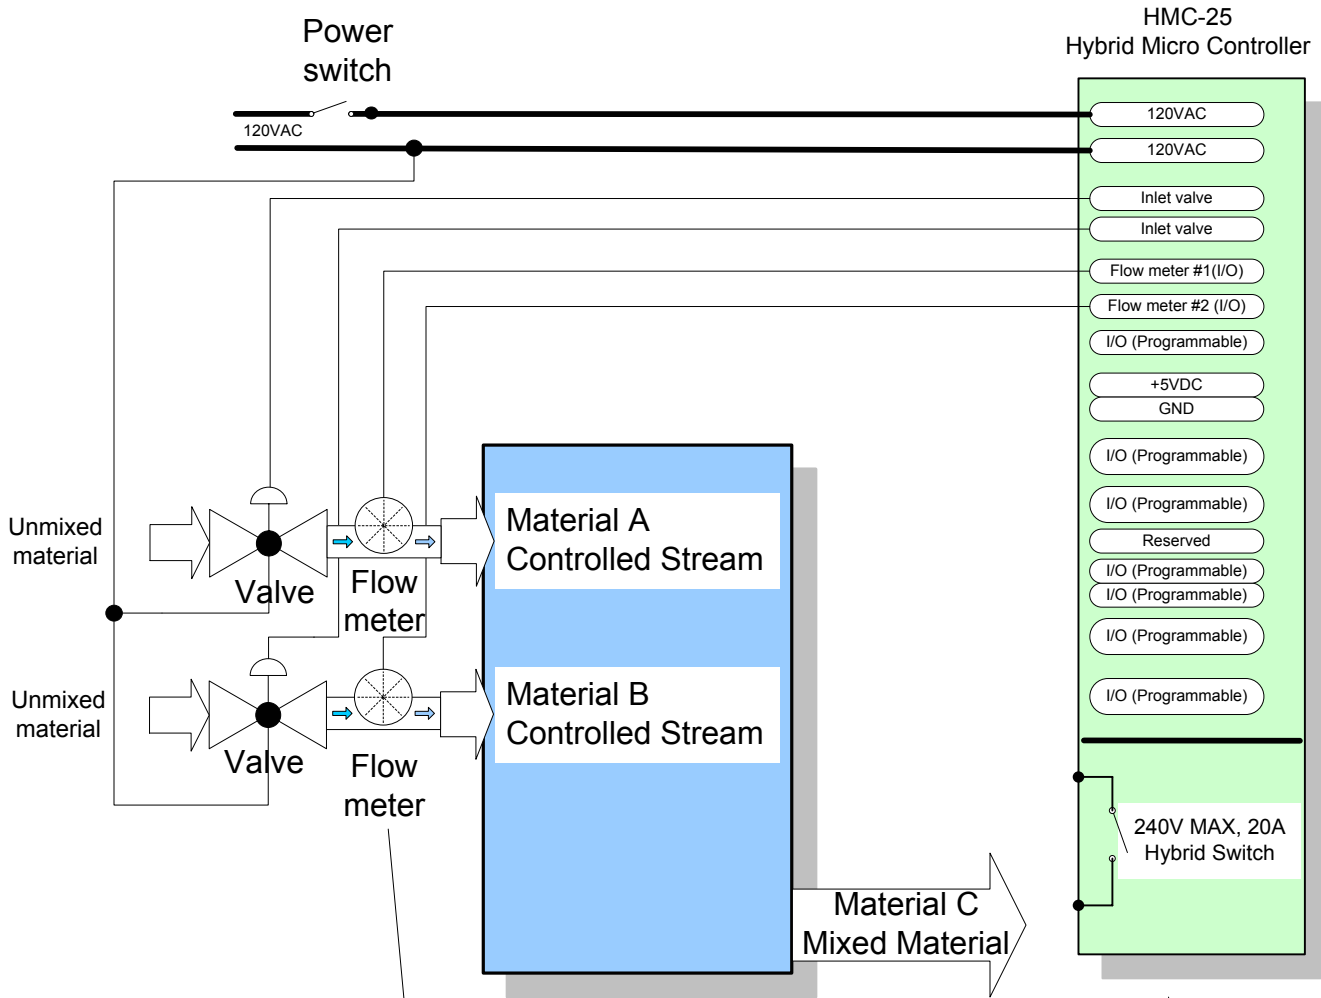 HMC-25
Hybrid Micro Controller
Power
switch
120VAC
120VAC
120VAC
Inlet valve
Inlet valve
Flow meter #1(I/O)
Flow meter #2 (I/O)
I/O (Programmable)
+5VDC
GND
I/O (Programmable)
I/O (Programmable)
Reserved
I/O (Programmable)
I/O (Programmable)
I/O (Programmable)
I/O (Programmable)
240V MAX, 20A
Hybrid Switch
Unmixed
material
Valve
Flow
meter
Material A
Controlled Stream
Unmixed
material
Valve
Flow
meter
Material B
Controlled Stream
Material C
Mixed Material